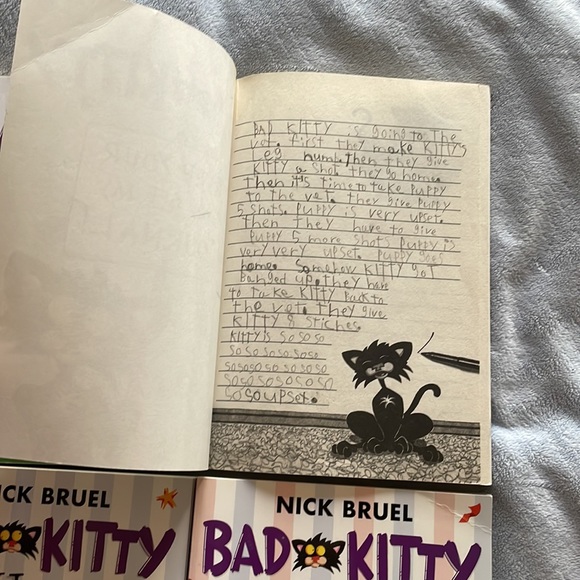 BAD KITTY is going to the
vet. first they make KITTY's
eg num. Then they give
KITTY a shot. they go home.
then it's time to take puppy
to the vet. they give puppy
5 shots. puppy is very upset.
then they have to give
puppy 5 more shots puppy is
very very upset. puppy goes
home. Somehow KITTY got
banged up. they have
to take KITTY back to
the vet. They give
KITTY 8 stiches
KITTY is so so so
so so so so so so
so so so so so so so
so so so so so so so
so so upset.
NICK BRUEL
BAD KITTY
ICK BRUEL
KITTY